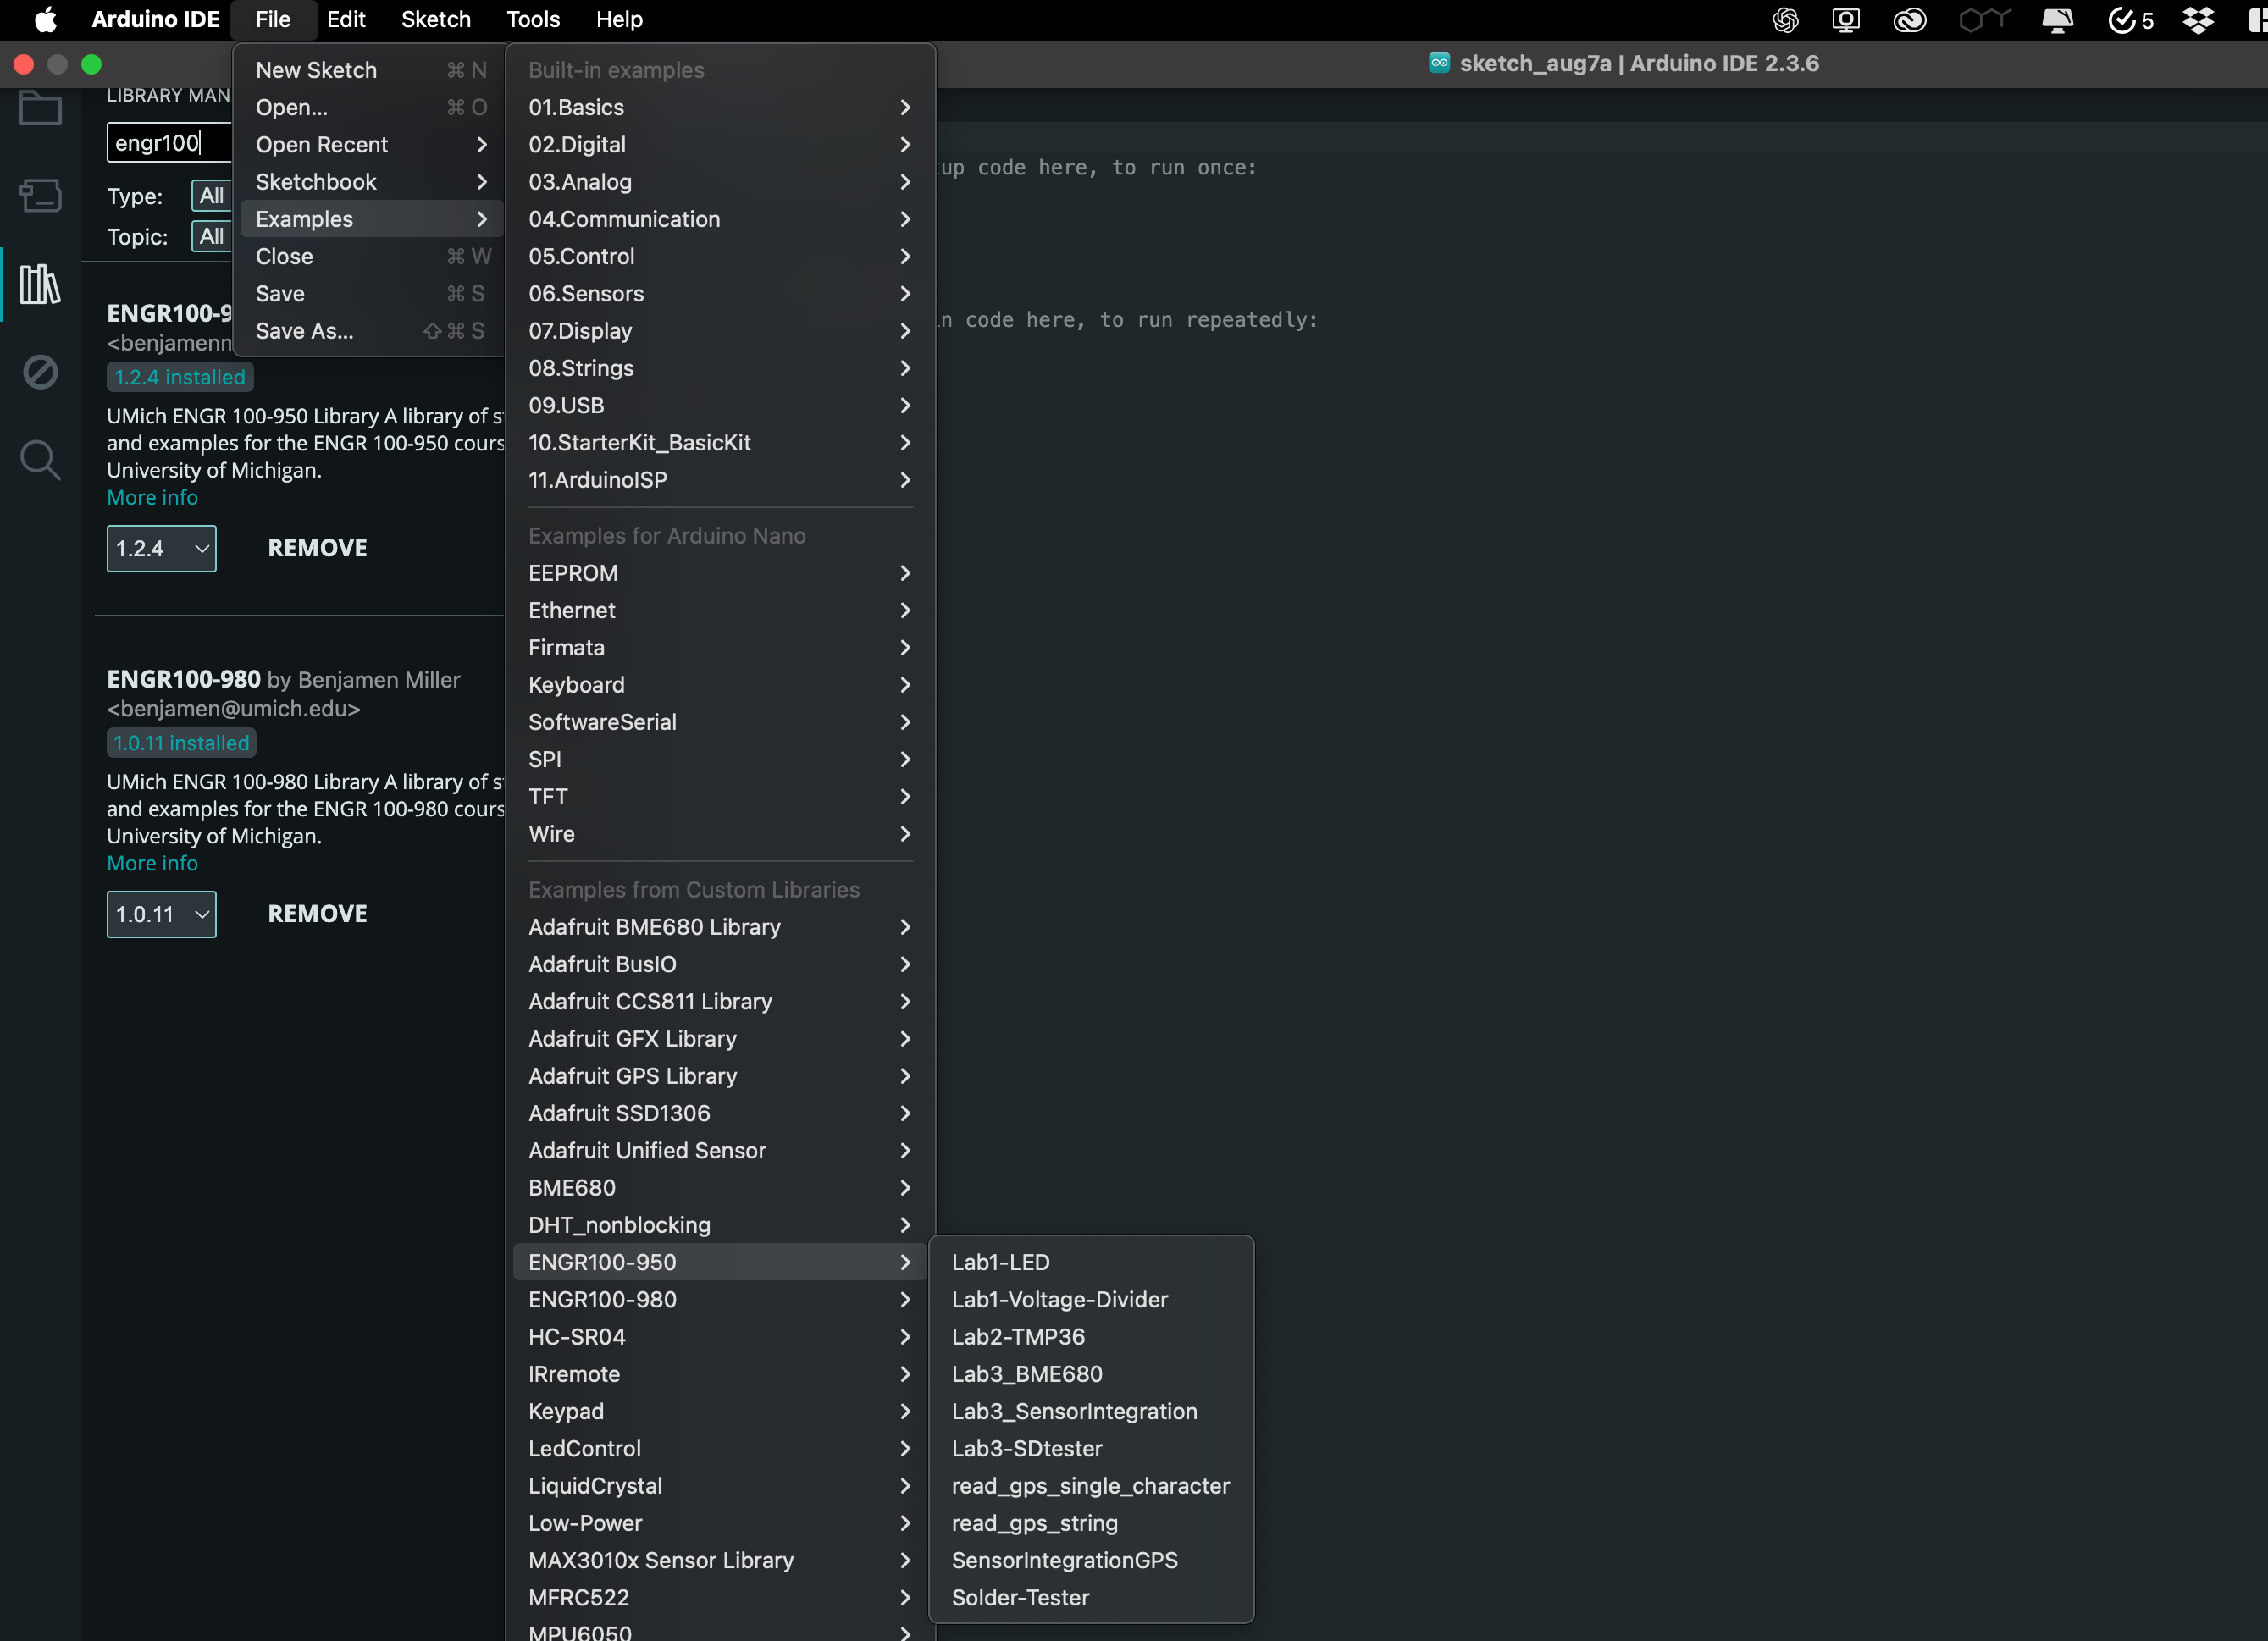 Arduino IDE File Edit Sketch Tools Help
5
sketch_aug7a | Arduino IDE 2.3.6
LIBRARY MAN
engr100
Type: All
Topic: All
ENGR100-9
<benjamenn
1.2.4 installed
UMich ENGR 100-950 Library A library of s
and examples for the ENGR 100-950 cours
University of Michigan.
More info
1.2.4 REMOVE
ENGR100-980 by Benjamen Miller
<benjamen@umich.edu>
1.0.11 installed
UMich ENGR 100-980 Library A library of s
and examples for the ENGR 100-980 cours
University of Michigan.
More info
1.0.11 REMOVE
New Sketch ⌘ N
Open... ⌘ O
Open Recent
Sketchbook
Examples
Close ⌘ W
Save ⌘ S
Save As... ⇧ ⌘ S
Built-in examples
01.Basics
02.Digital
03.Analog
04.Communication
05.Control
06.Sensors
07.Display
08.Strings
09.USB
10.StarterKit_BasicKit
11.ArduinoISP
Examples for Arduino Nano
EEPROM
Ethernet
Firmata
Keyboard
SoftwareSerial
SPI
TFT
Wire
Examples from Custom Libraries
Adafruit BME680 Library
Adafruit BusIO
Adafruit CCS811 Library
Adafruit GFX Library
Adafruit GPS Library
Adafruit SSD1306
Adafruit Unified Sensor
BME680
DHT_nonblocking
ENGR100-950
ENGR100-980
HC-SR04
IRremote
Keypad
LedControl
LiquidCrystal
Low-Power
MAX3010x Sensor Library
MFRC522
MPU6050
Lab1-LED
Lab1-Voltage-Divider
Lab2-TMP36
Lab3_BME680
Lab3_SensorIntegration
Lab3-SDtester
read_gps_single_character
read_gps_string
SensorIntegrationGPS
Solder-Tester
up code here, to run once:
n code here, to run repeatedly: